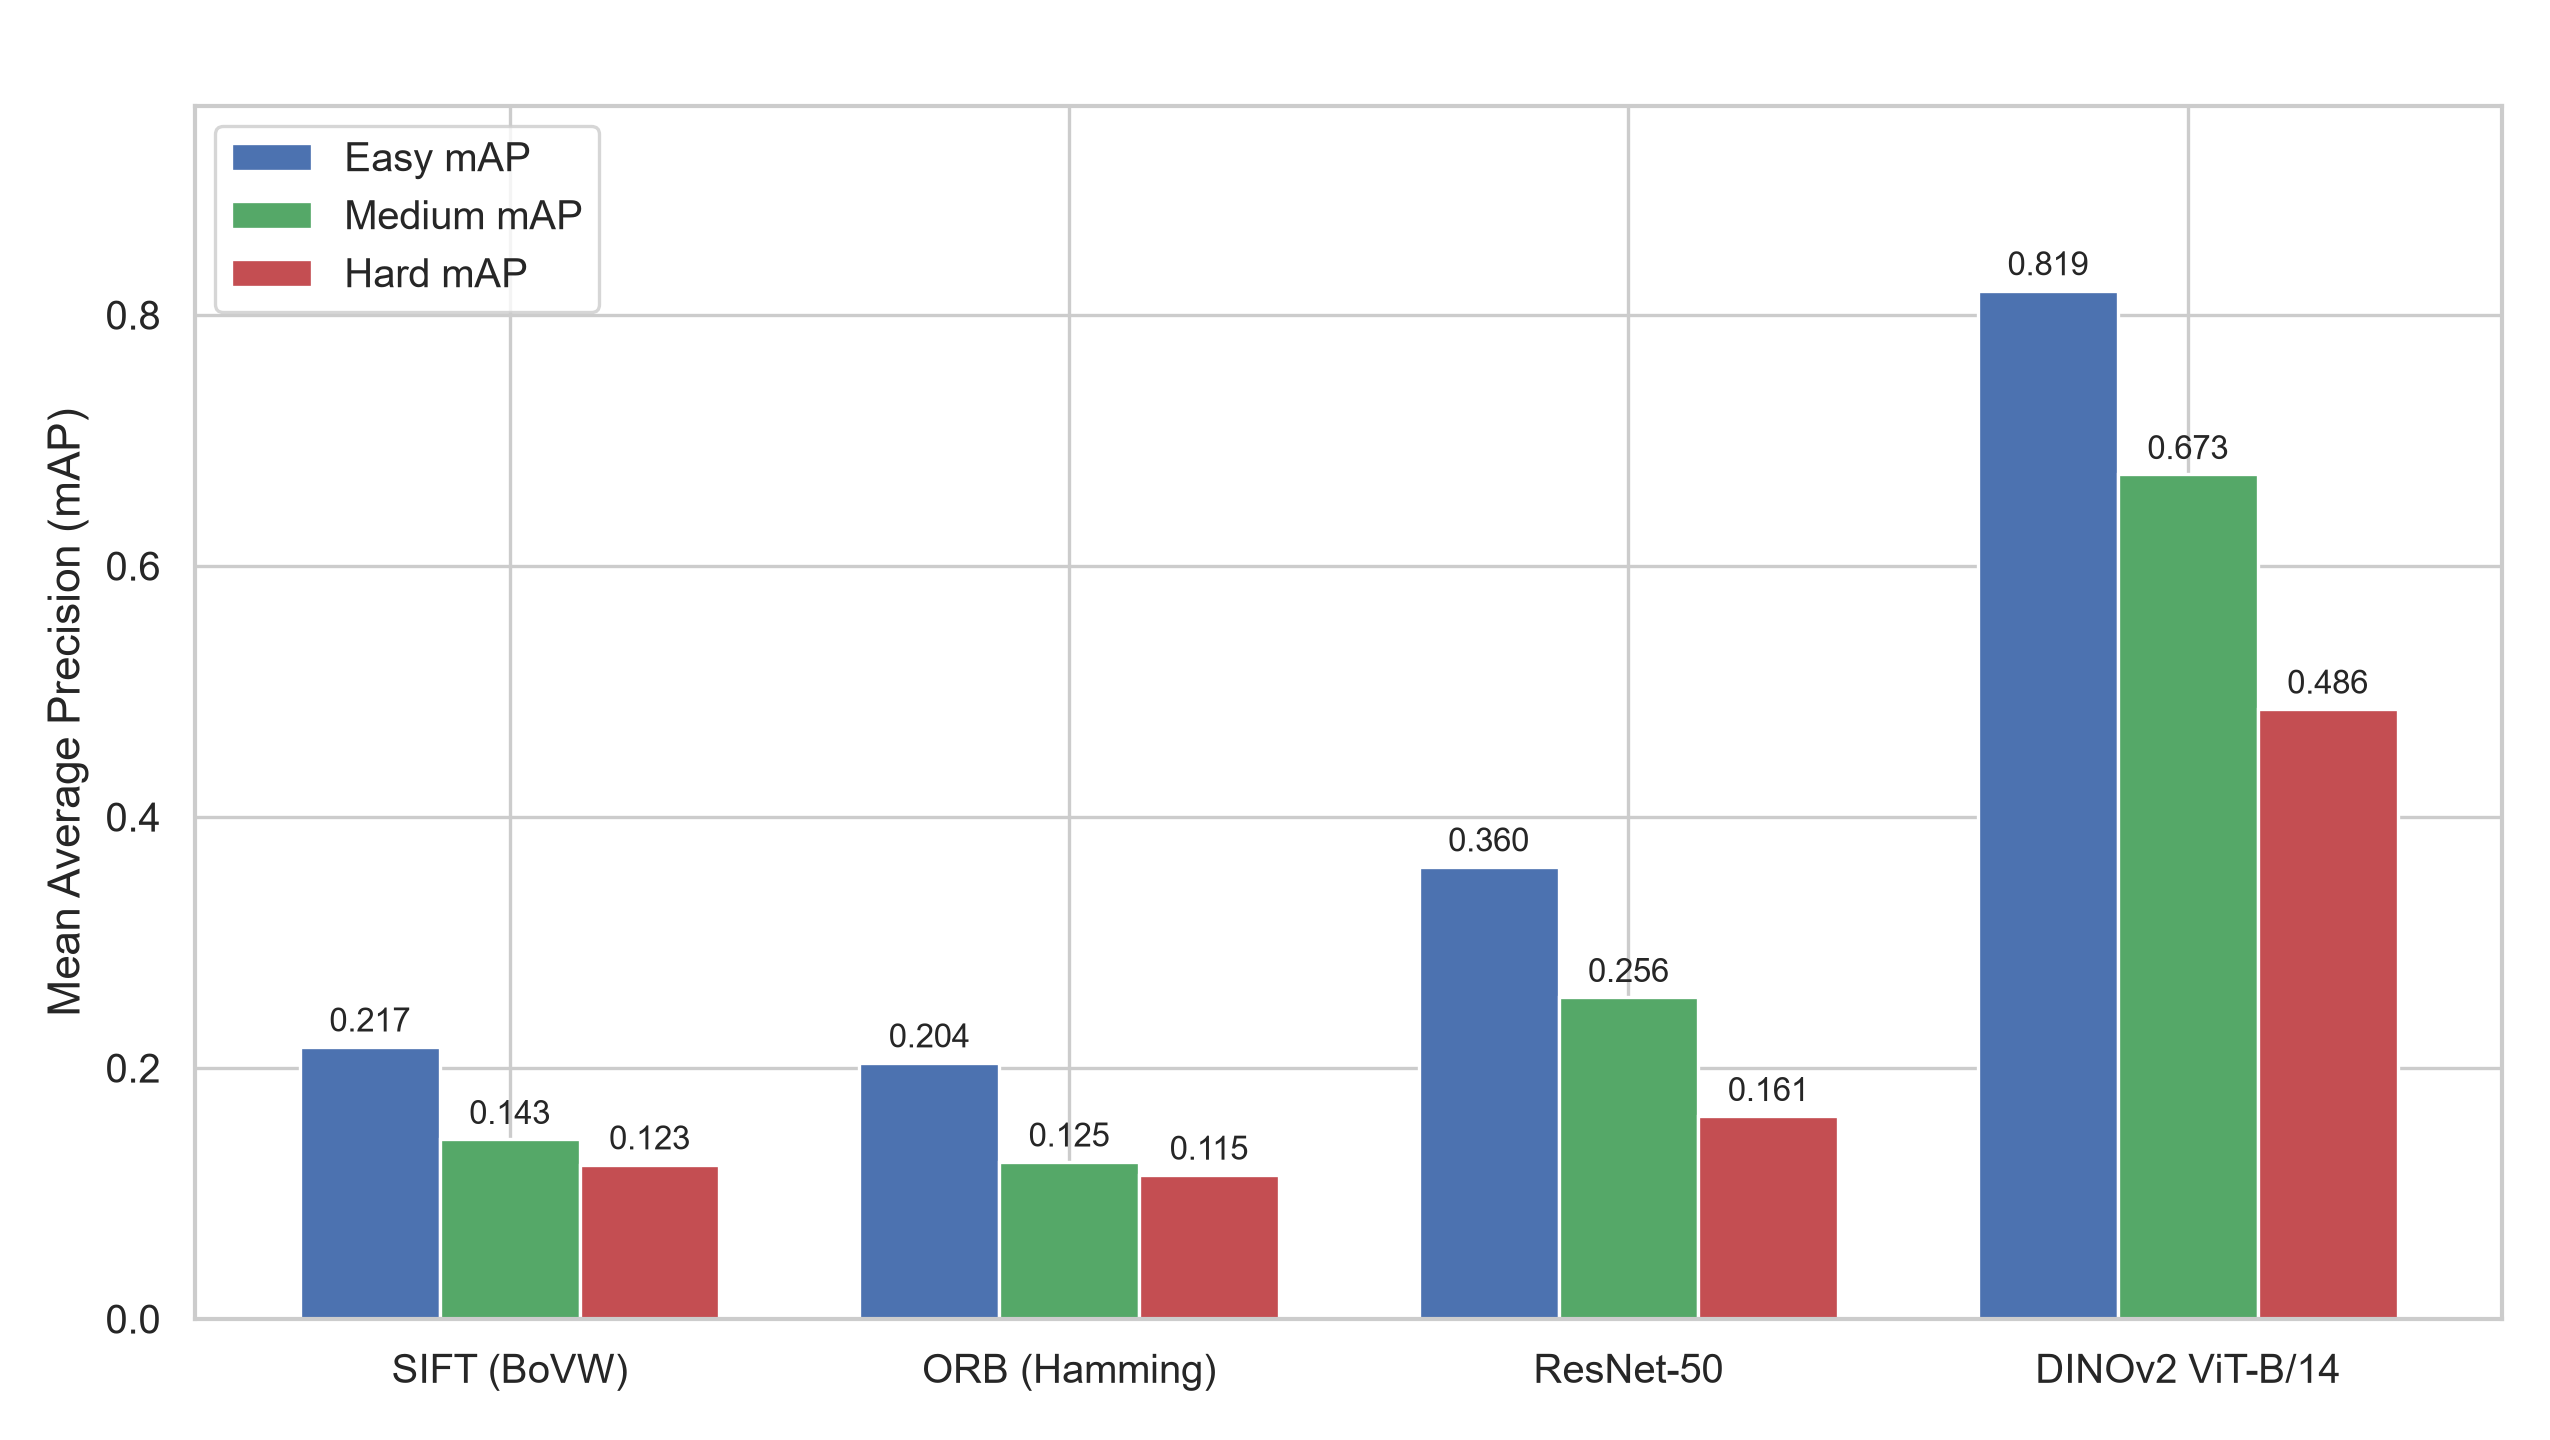 Easy mAP
Medium mAP
Hard mAP
Mean Average Precision (mAP)
0.8
0.6
0.4
0.2
0.0
0.217
0.143
0.123
0.204
0.125
0.115
0.360
0.256
0.161
0.819
0.673
0.486
SIFT (BoVW)
ORB (Hamming)
ResNet-50
DINOv2 ViT-B/14